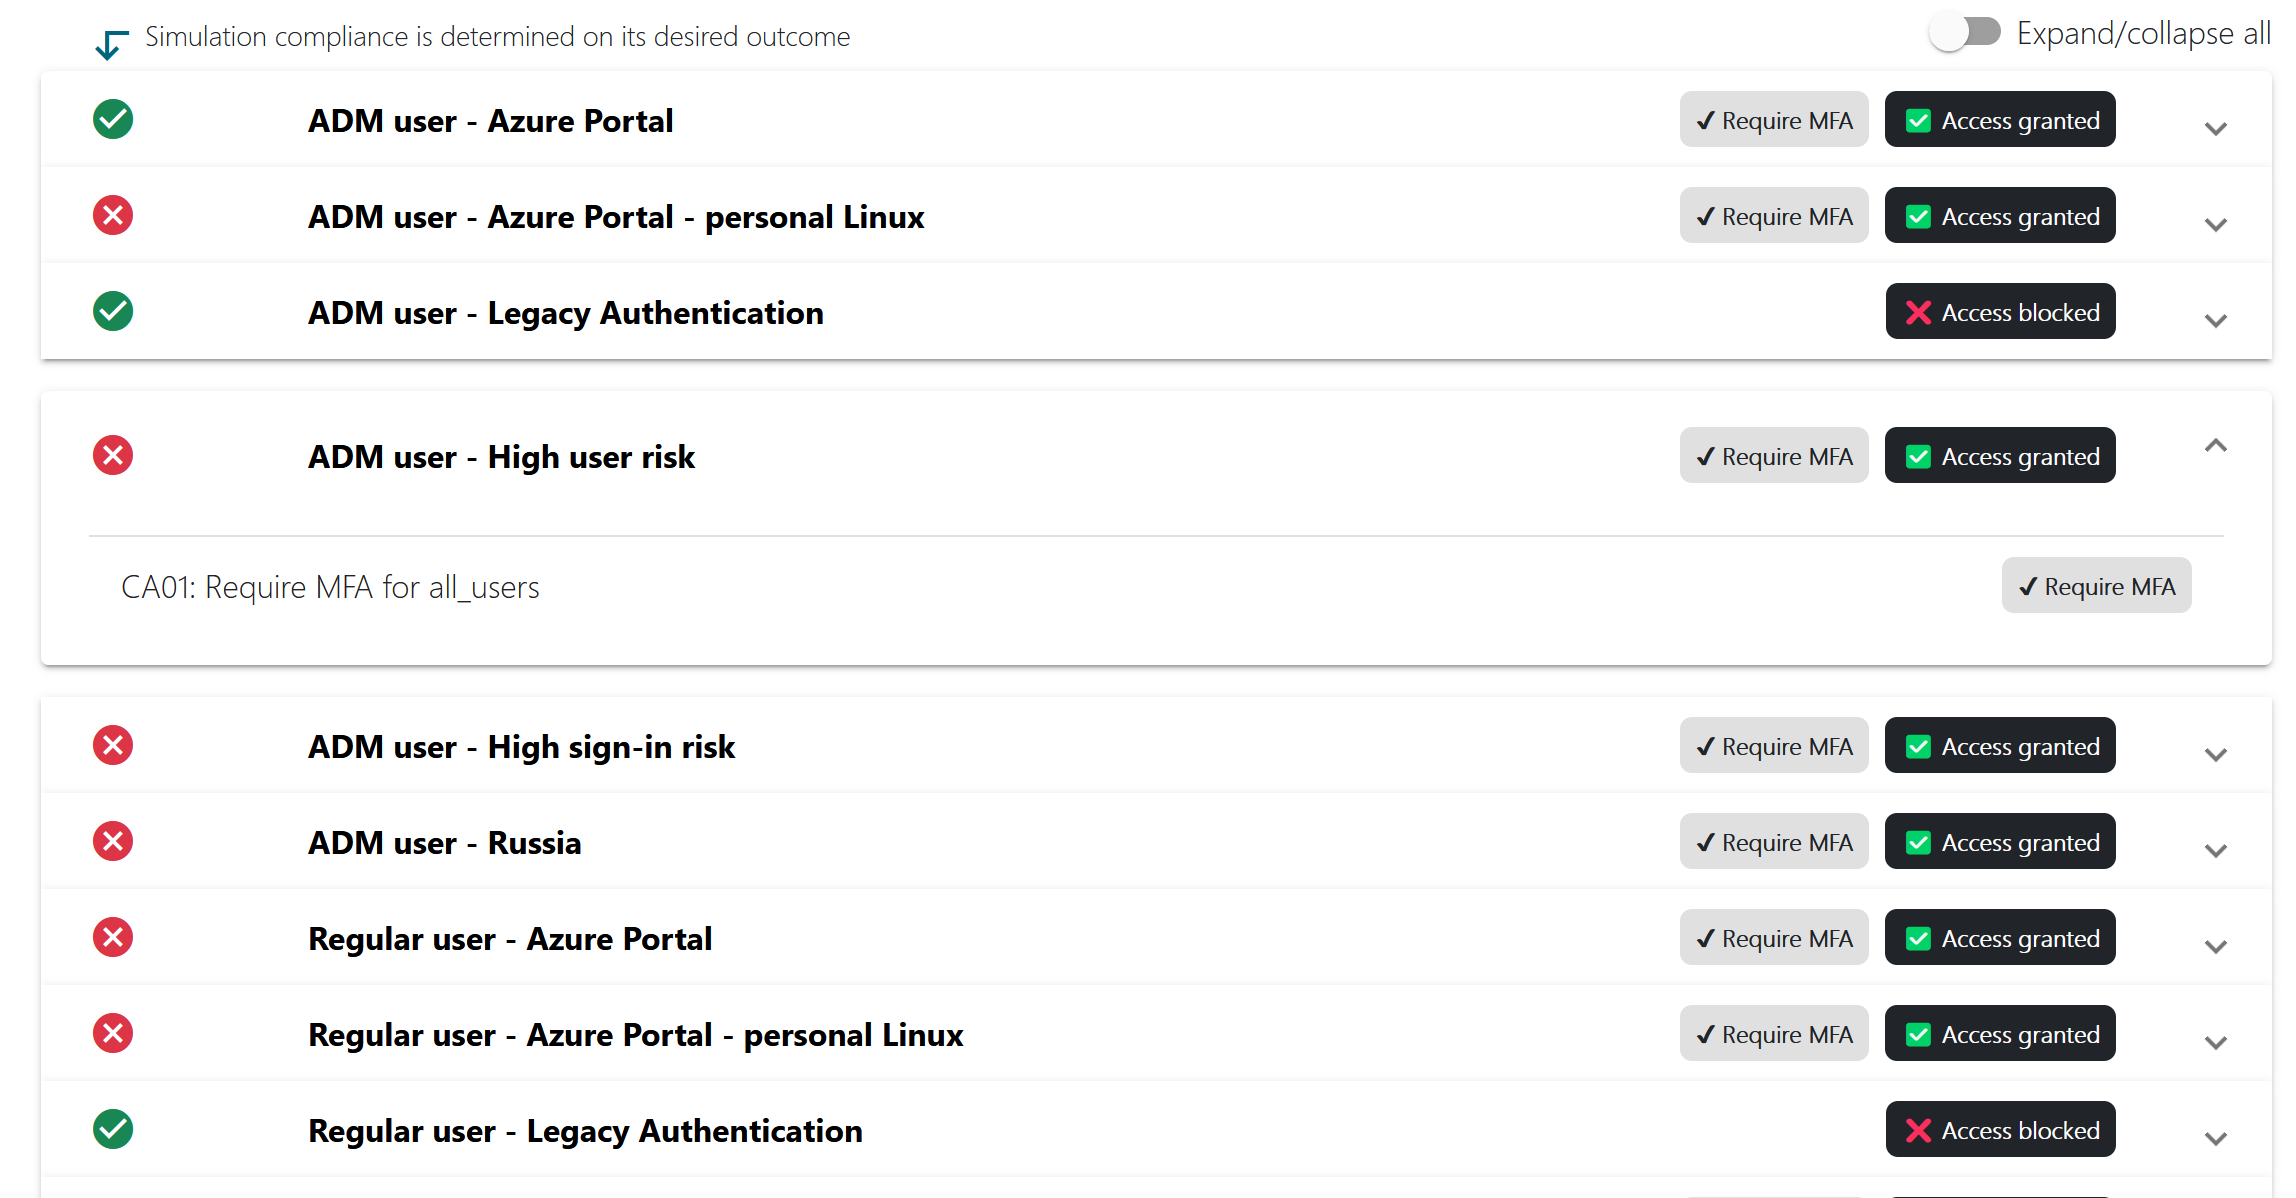 Simulation compliance is determined on its desired outcome
Expand/collapse all
ADM user - Azure Portal ✔ Require MFA ✅ Access granted
ADM user - Azure Portal - personal Linux ✔ Require MFA ✅ Access granted
ADM user - Legacy Authentication ❌ Access blocked
ADM user - High user risk ✔ Require MFA ✅ Access granted
CA01: Require MFA for all_users ✔ Require MFA
ADM user - High sign-in risk ✔ Require MFA ✅ Access granted
ADM user - Russia ✔ Require MFA ✅ Access granted
Regular user - Azure Portal ✔ Require MFA ✅ Access granted
Regular user - Azure Portal - personal Linux ✔ Require MFA ✅ Access granted
Regular user - Legacy Authentication ❌ Access blocked